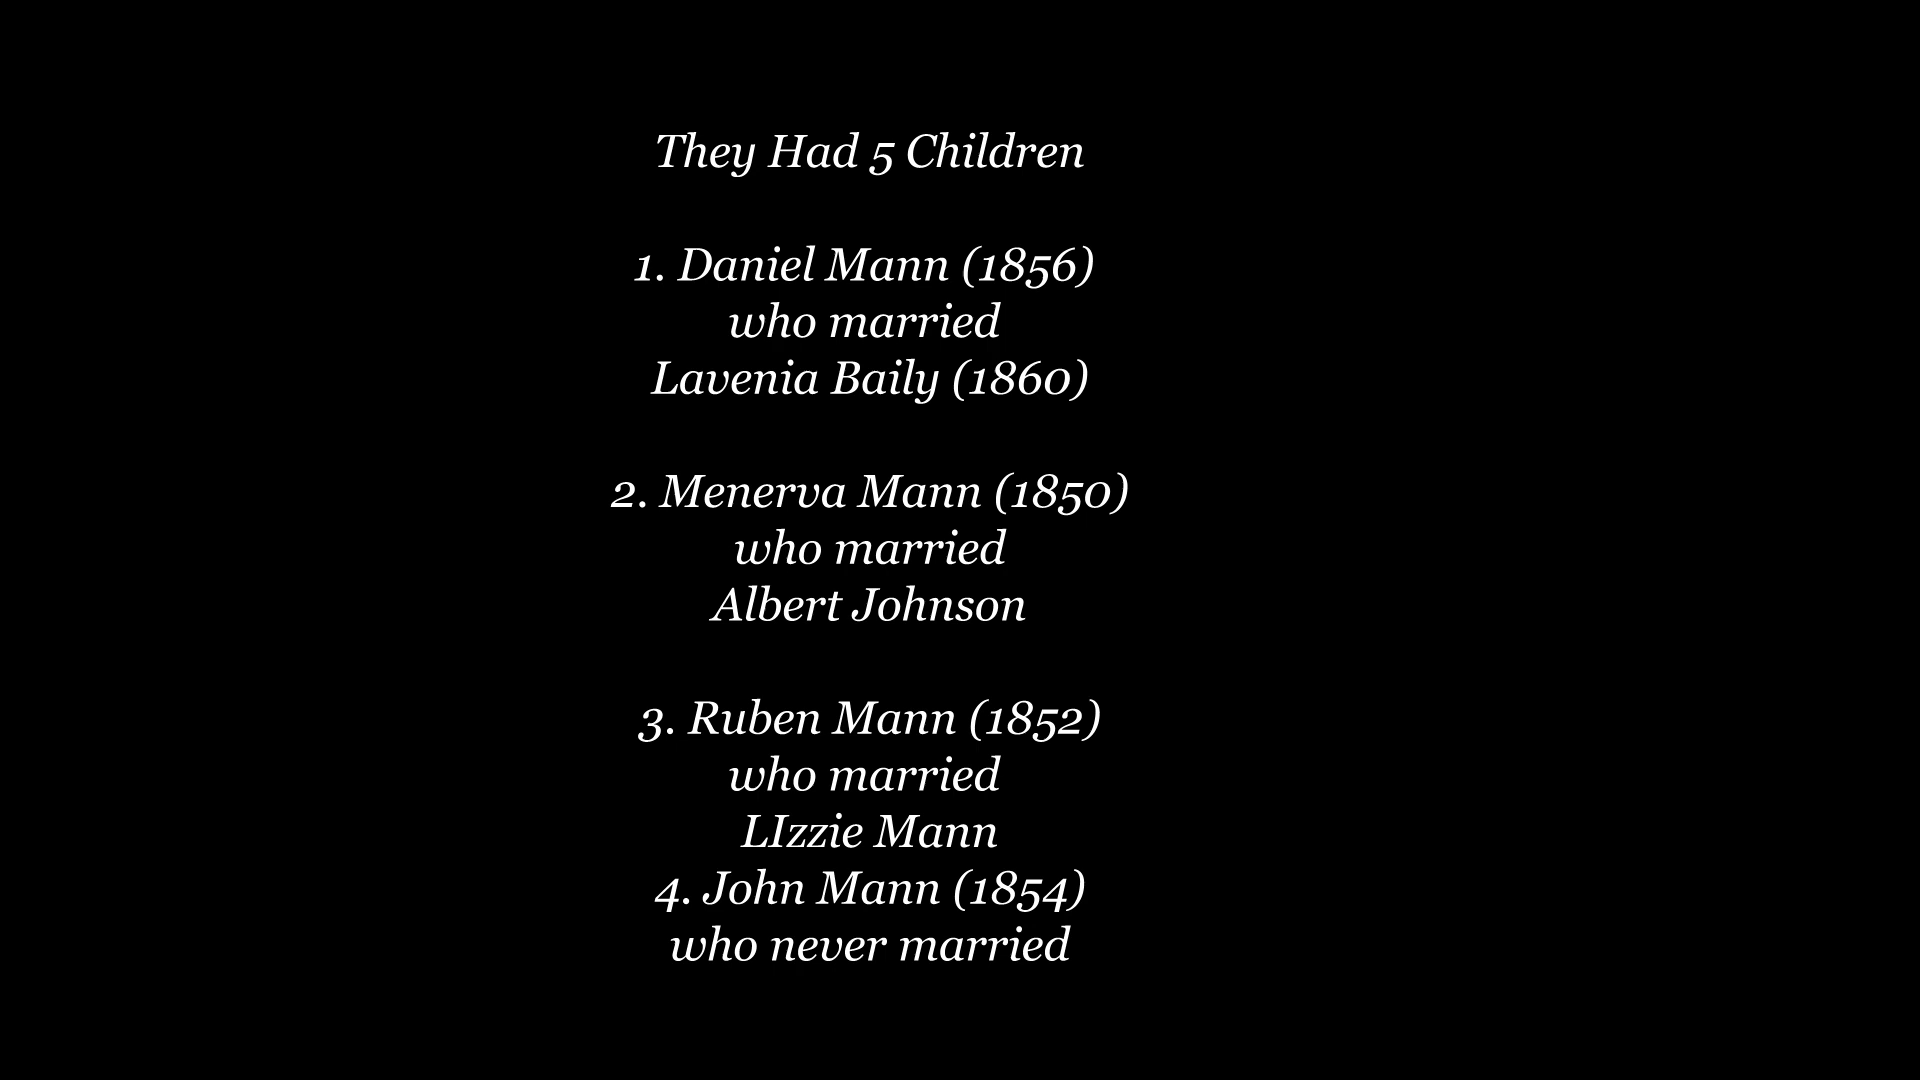 They Had 5 Children
1. Daniel Mann (1856)
who married
Lavenia Baily (1860)
2. Menerva Mann (1850)
who married
Albert Johnson
3. Ruben Mann (1852)
who married
LIzzie Mann
4. John Mann (1854)
who never married